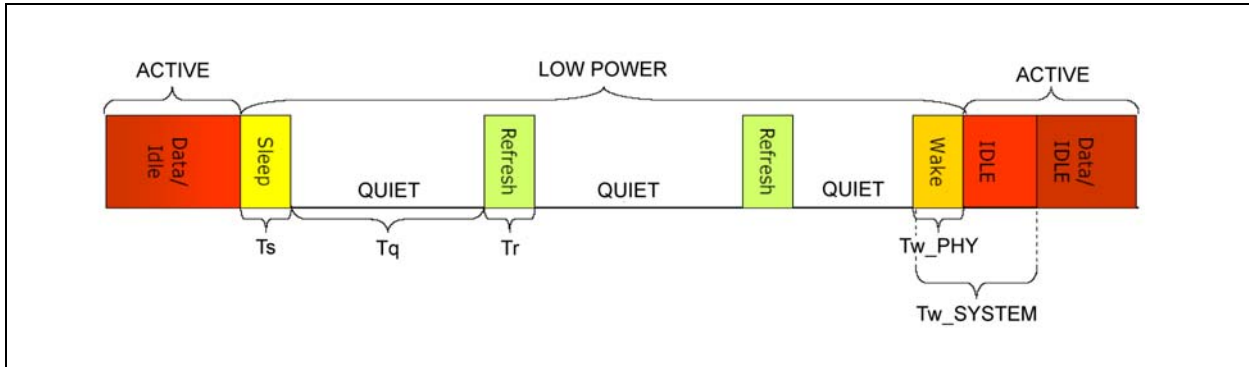 ACTIVE
LOW POWER
ACTIVE
Data/
Idle
Sleep
QUIET
Refresh
QUIET
Refresh
QUIET
Wake
IDLE
Data/
IDLE
Ts
Tq
Tr
Tw_PHY
Tw_SYSTEM